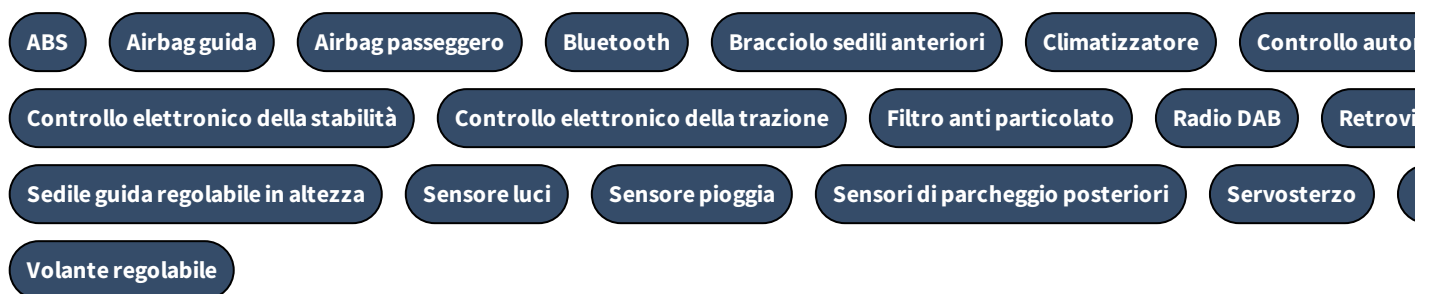 ABS Airbag guida Airbag passeggero Bluetooth Bracciolo sedili anteriori Climatizzatore Controllo
Controllo elettronico della stabilità Controllo elettronico della trazione Filtro anti particolato Radio DAB
Sedile guida regolabile in altezza Sensore luci Sensore pioggia Sensori di parcheggio posteriori Servosterzo
Volante regolabile